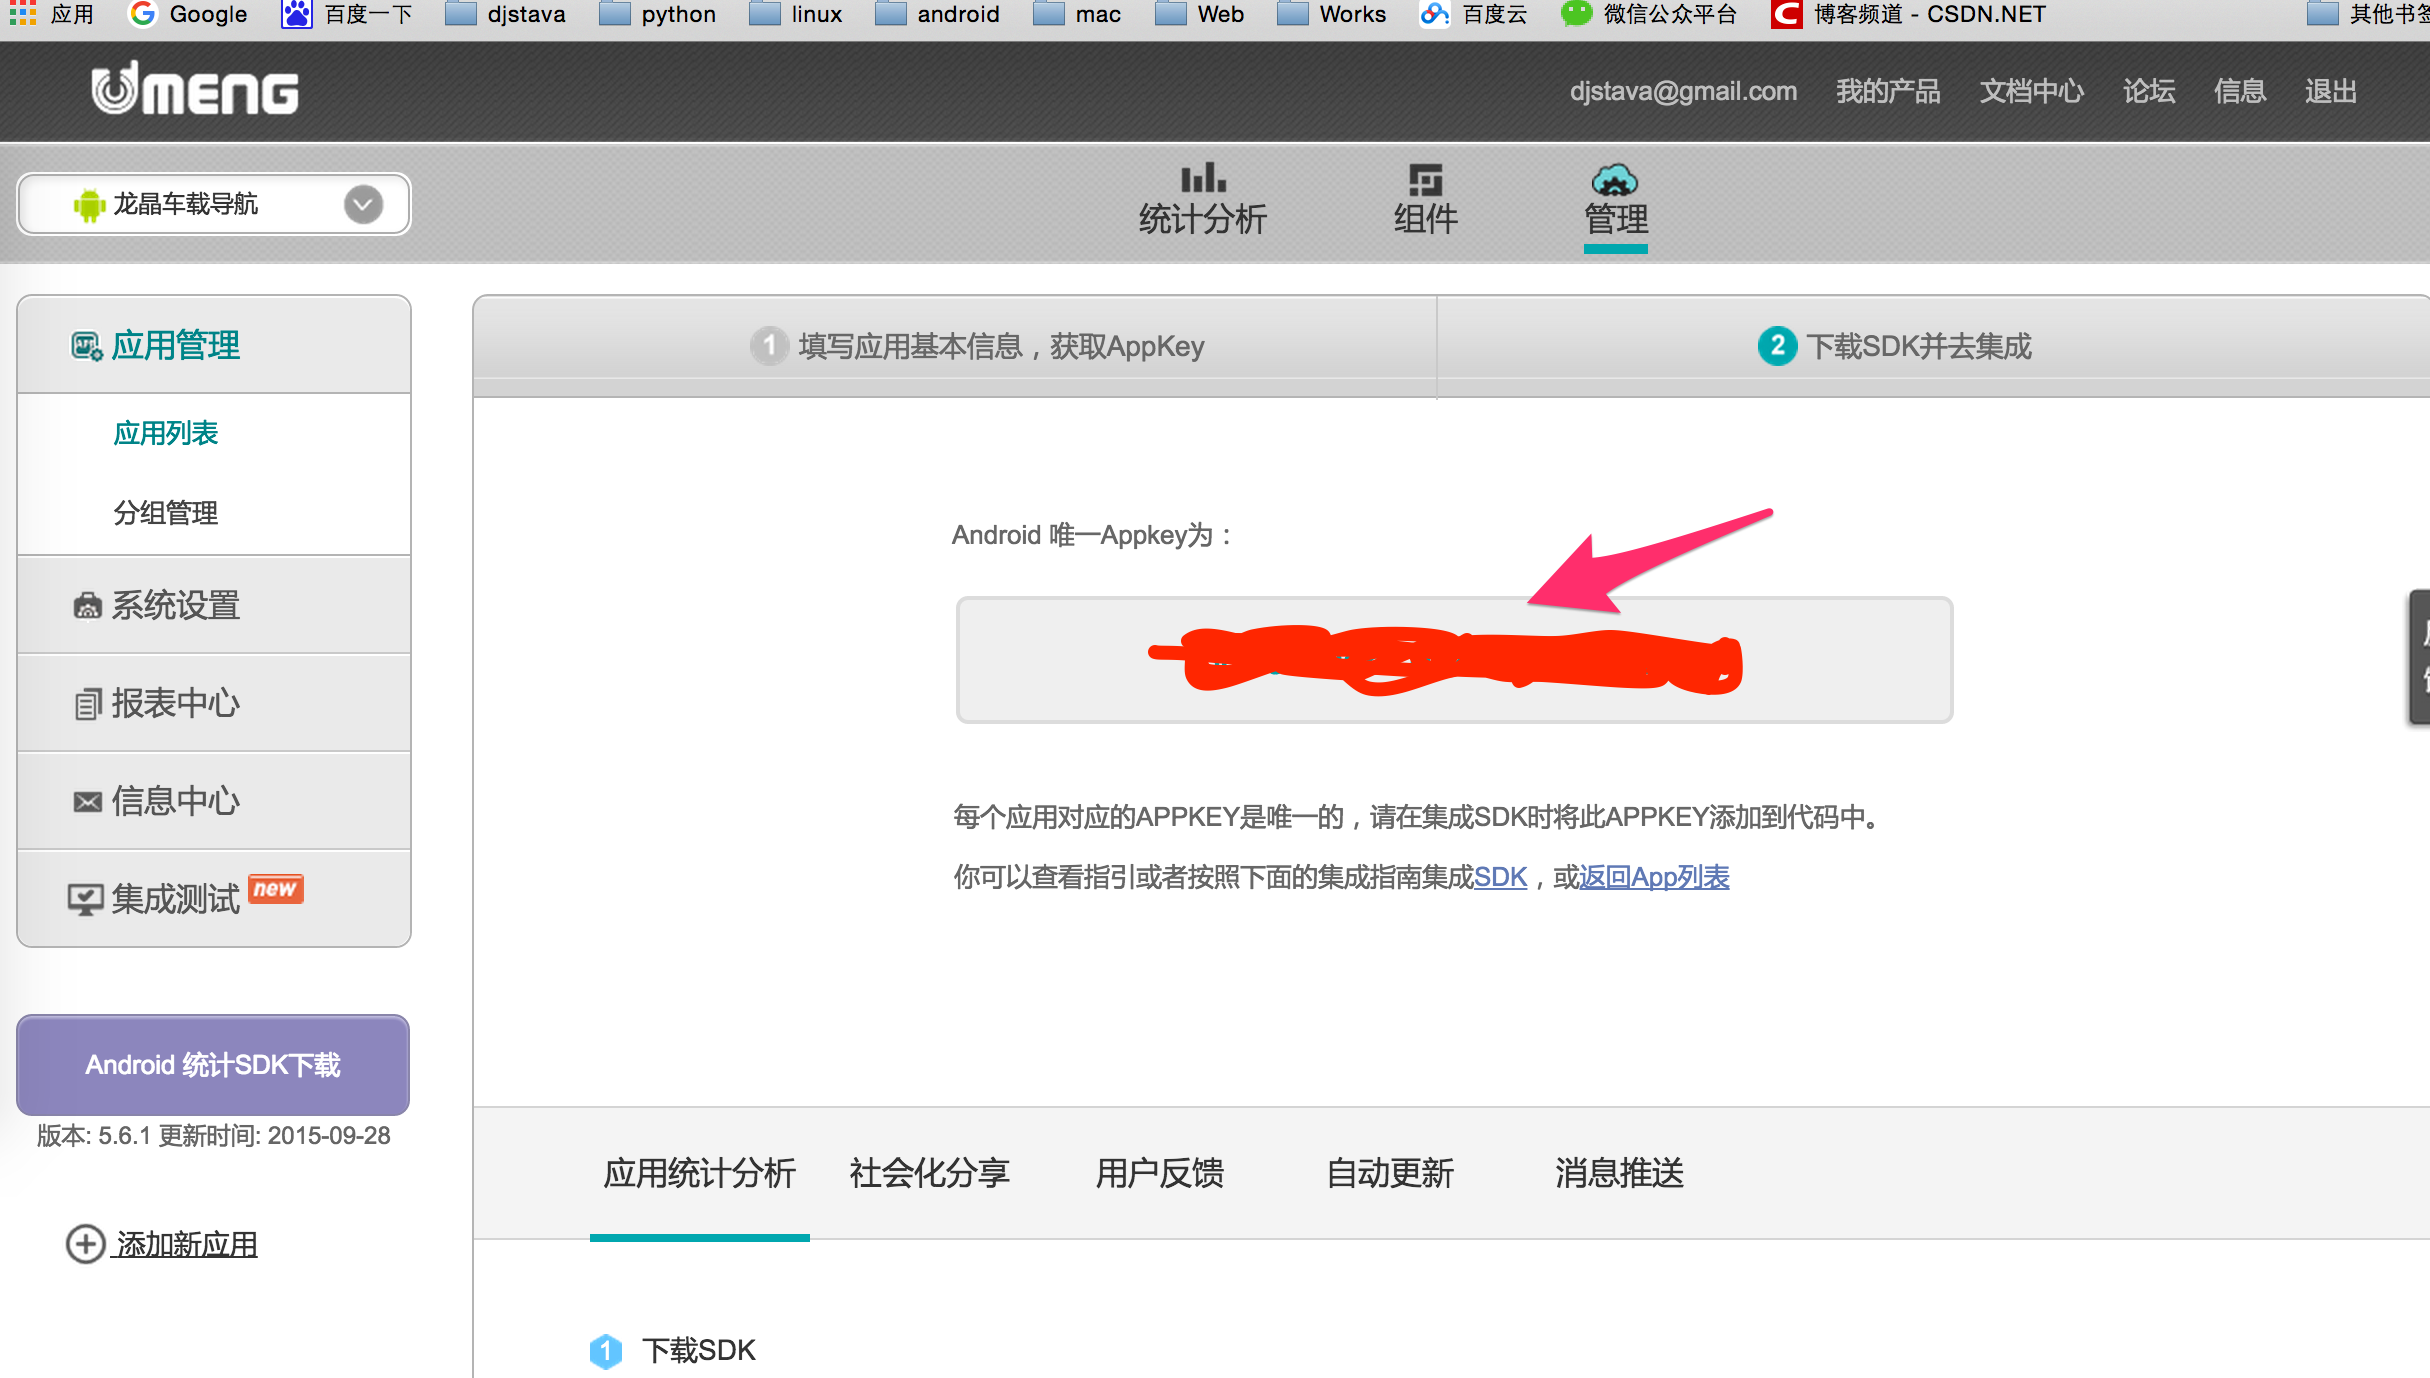 应用 Google 百度一下 djstava python linux android mac Web Works 百度云 微信公众平台 博客频道 - CSDN.NET
UMENG
djstava@gmail.com 我的产品 文档中心 论坛 信息 退出
龙晶车载导航
统计分析 组件 管理
应用管理
应用列表
分组管理
系统设置
报表中心
信息中心
集成测试 new
Android 统计SDK下载
版本: 5.6.1 更新时间: 2015-09-28
添加新应用
1 填写应用基本信息，获取AppKey
2 下载SDK并去集成
Android 唯一Appkey为：
每个应用对应的APPKEY是唯一的，请在集成SDK时将此APPKEY添加到代码中。
你可以查看指引或者按照下面的集成指南集成SDK，或返回App列表
应用统计分析 社会化分享 用户反馈 自动更新 消息推送
1 下载SDK